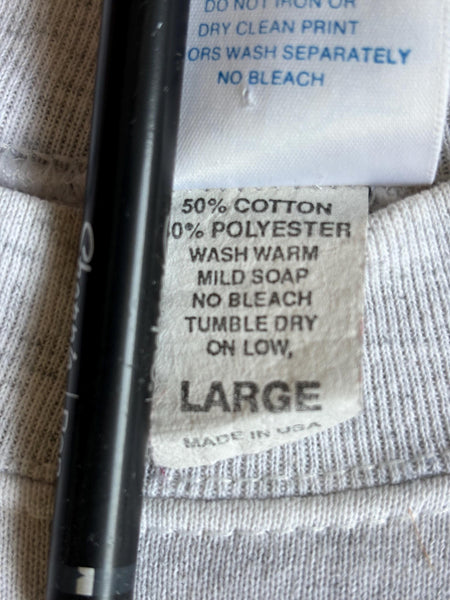 DO NOT IRON OR
DRY CLEAN PRINT
ORS WASH SEPARATELY
NO BLEACH
50% COTTON
0% POLYESTER
WASH WARM
MILD SOAP
NO BLEACH
TUMBLE DRY
ON LOW,
LARGE
MADE IN USA